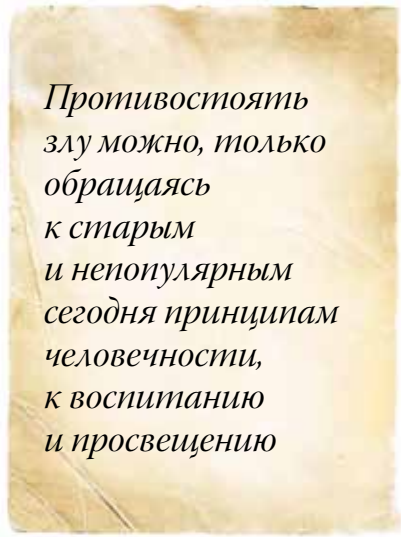 Противостоять
злу можно, только
обращаясь
к старым
и непопулярным
сегодня принципам
человечности,
к воспитанию
и просвещению